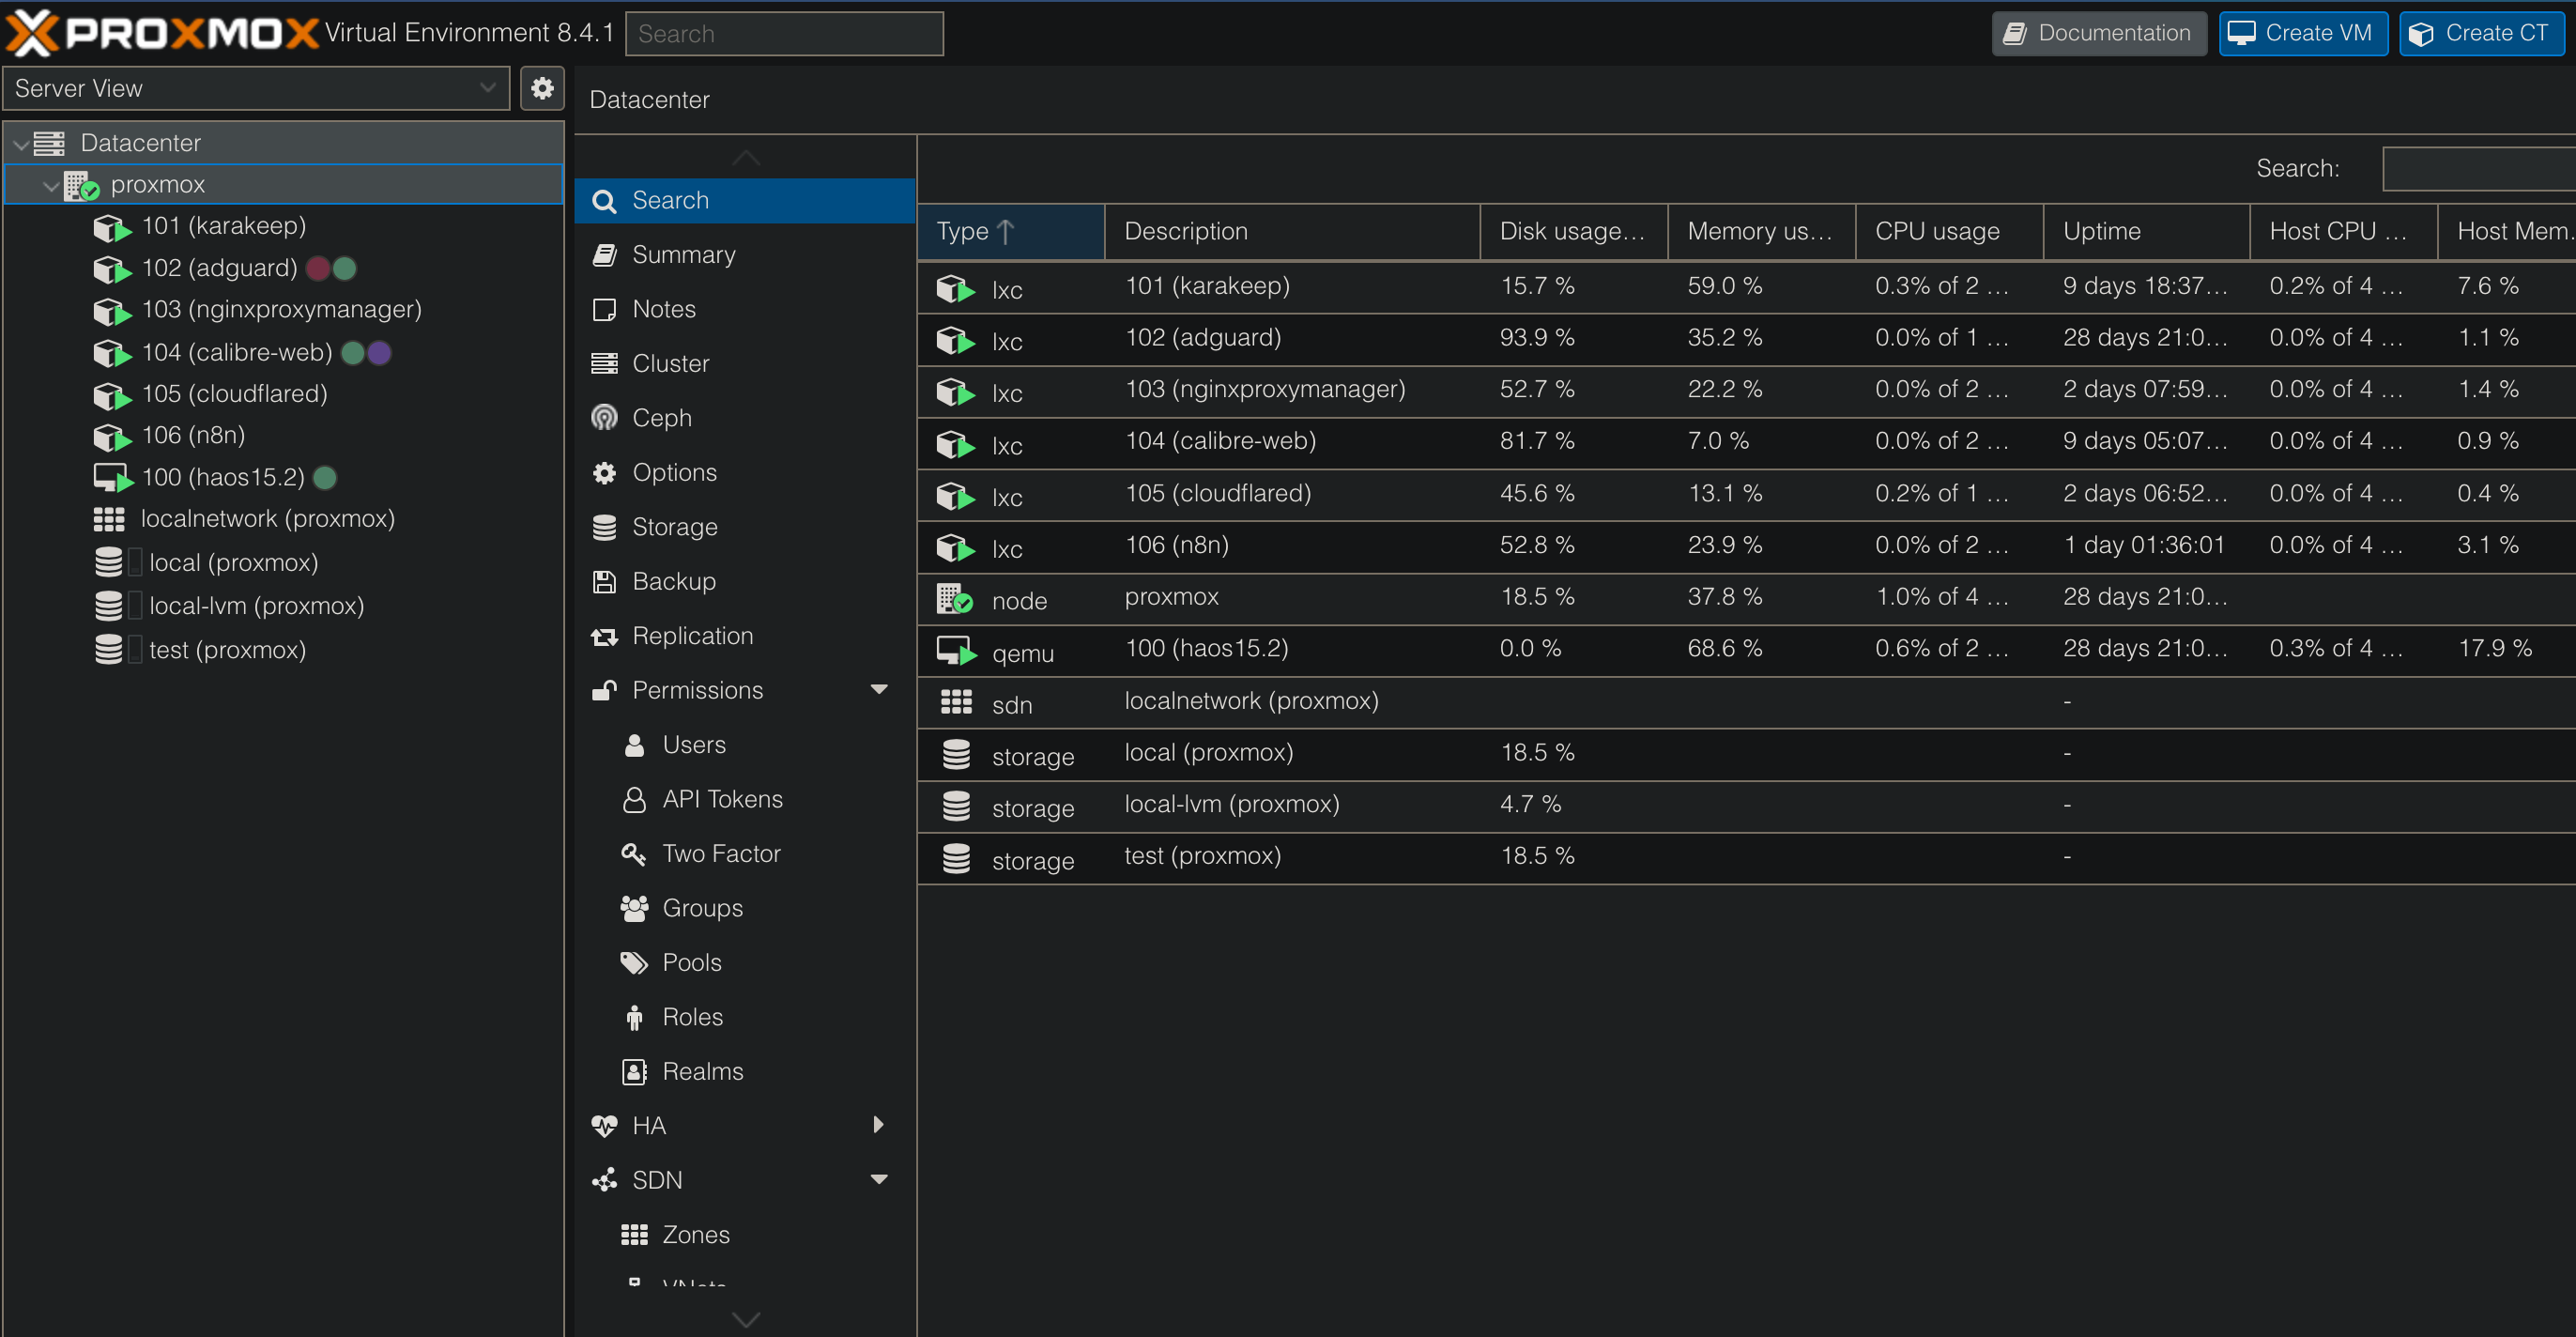 PROXMOX Virtual Environment 8.4.1 Search Documentation Create VM Create CT
Server View
Datacenter
proxmox
101 (karakeep)
102 (adguard)
103 (nginxproxymanager)
104 (calibre-web)
105 (cloudflared)
106 (n8n)
100 (haos15.2)
localnetwork (proxmox)
local (proxmox)
local-lvm (proxmox)
test (proxmox)
Datacenter
Search
Summary
Notes
Cluster
Ceph
Options
Storage
Backup
Replication
Permissions
Users
API Tokens
Two Factor
Groups
Pools
Roles
Realms
HA
SDN
Zones
Search:
Type Description Disk usage... Memory us... CPU usage Uptime Host CPU ... Host Mem.
lxc 101 (karakeep) 15.7 % 59.0 % 0.3% of 2 ... 9 days 18:37... 0.2% of 4 ... 7.6 %
lxc 102 (adguard) 93.9 % 35.2 % 0.0% of 1 ... 28 days 21:0... 0.0% of 4 ... 1.1 %
lxc 103 (nginxproxymanager) 52.7 % 22.2 % 0.0% of 2 ... 2 days 07:59... 0.0% of 4 ... 1.4 %
lxc 104 (calibre-web) 81.7 % 7.0 % 0.0% of 2 ... 9 days 05:07... 0.0% of 4 ... 0.9 %
lxc 105 (cloudflared) 45.6 % 13.1 % 0.2% of 1 ... 2 days 06:52... 0.0% of 4 ... 0.4 %
lxc 106 (n8n) 52.8 % 23.9 % 0.0% of 2 ... 1 day 01:36:01 0.0% of 4 ... 3.1 %
node proxmox 18.5 % 37.8 % 1.0% of 4 ... 28 days 21:0...
qemu 100 (haos15.2) 0.0 % 68.6 % 0.6% of 2 ... 28 days 21:0... 0.3% of 4 ... 17.9 %
sdn localnetwork (proxmox) -
storage local (proxmox) 18.5 % -
storage local-lvm (proxmox) 4.7 % -
storage test (proxmox) 18.5 % -